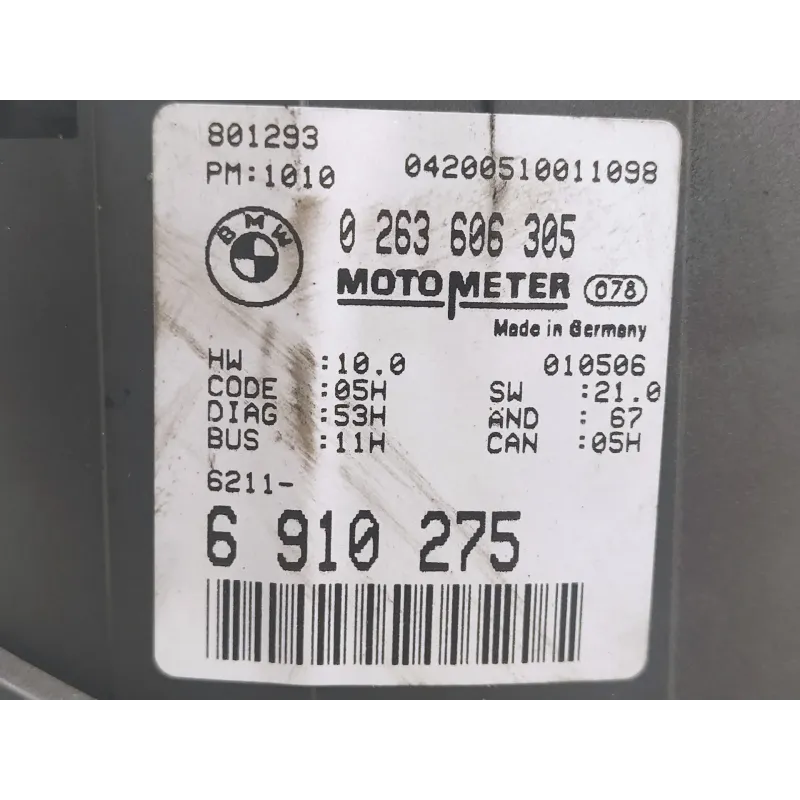 801293
PM:1010 04200510011098
BMW 0 263 606 305
MOTOMETER 078
Made in Germany
HW :10.0 010506
CODE :05H SW :21.0
DIAG :53H AND : 67
BUS :11H CAN :05H
6211-
6 910 275